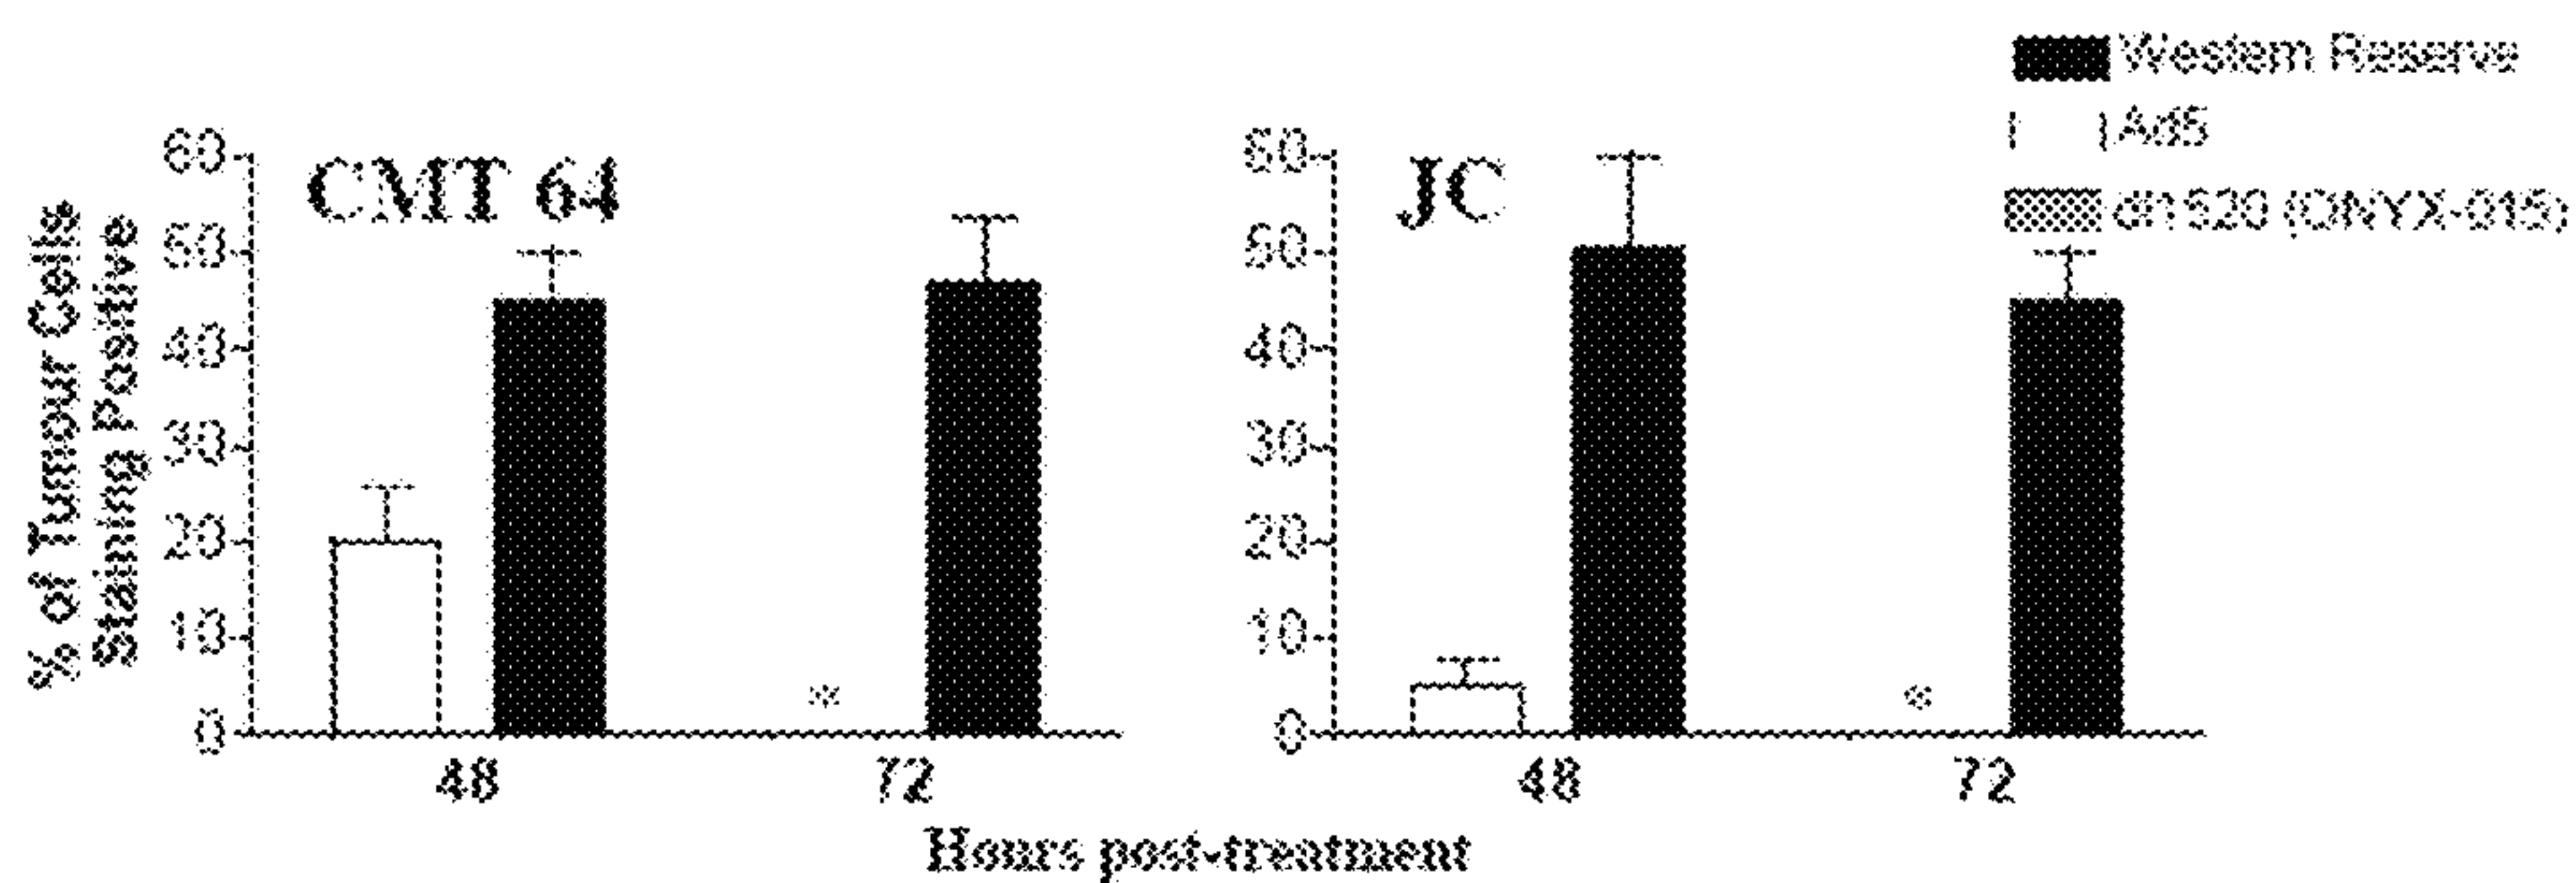 Western Reserve
Ad5
dl1520 (ONYX-015)
CMT 64
JC
% of Tumour Cells
Staining Positive
60
50
40
30
20
10
0
60
50
40
30
20
10
0
*
*
48
72
48
72
Hours post-treatment